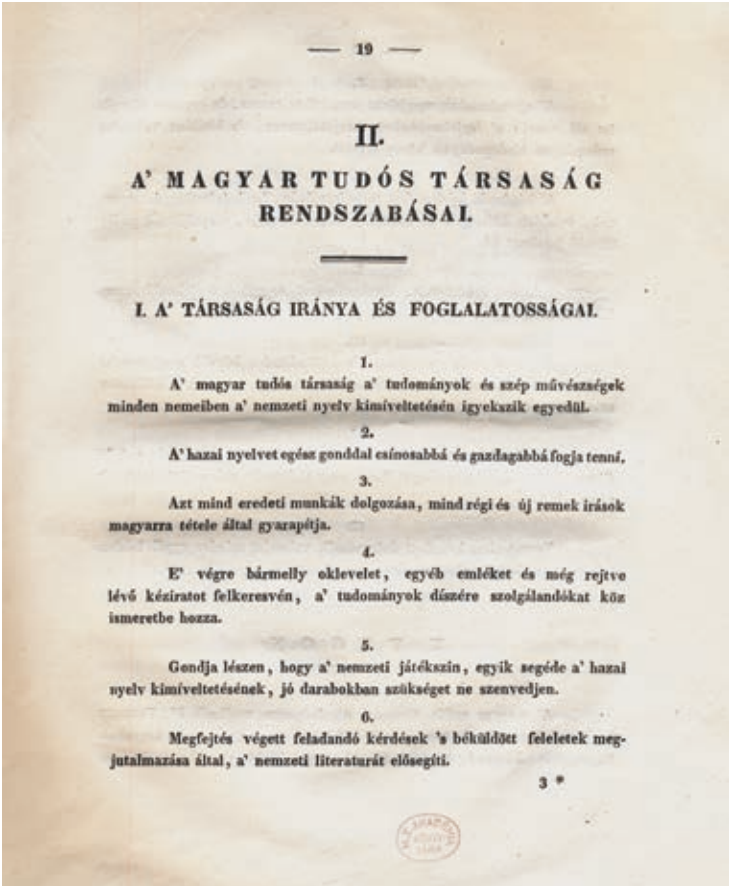 — 19 —
II.
A' MAGYAR TUDÓS TÁRSASÁG
RENDSZABÁSAI.
I. A' TÁRSASÁG IRÁNYA ÉS FOGLALATOSSÁGAI.
1.
A' magyar tudós társaság a' tudományok és szép művészségek
minden nemeiben a' nemzeti nyelv kimíveltetésén igyekszik egyedül.
2.
A' hazai nyelvet egész gonddal csínosabbá és gazdagabbá fogja tenni.
3.
Azt mind eredeti munkák dolgozása, mind régi és új remek írások
magyarra tétele által gyarapítja.
4.
E' végre bármelly oklevelet, egyéb emléket és még rejtve
lévő kéziratot felkeresvén, a' tudományok díszére szolgálandókat köz
ismeretbe hozza.
5.
Gondja lészen, hogy a' nemzeti játékszin, egyik segéde a' hazai
nyelv kimíveltetésének, jó darabokban szükséget ne szenvedjen.
6.
Megfejtés végett feladandó kérdések 's béküldött feleletek meg-
jutalmazása által, a' nemzeti literaturát elősegíti.
3 *